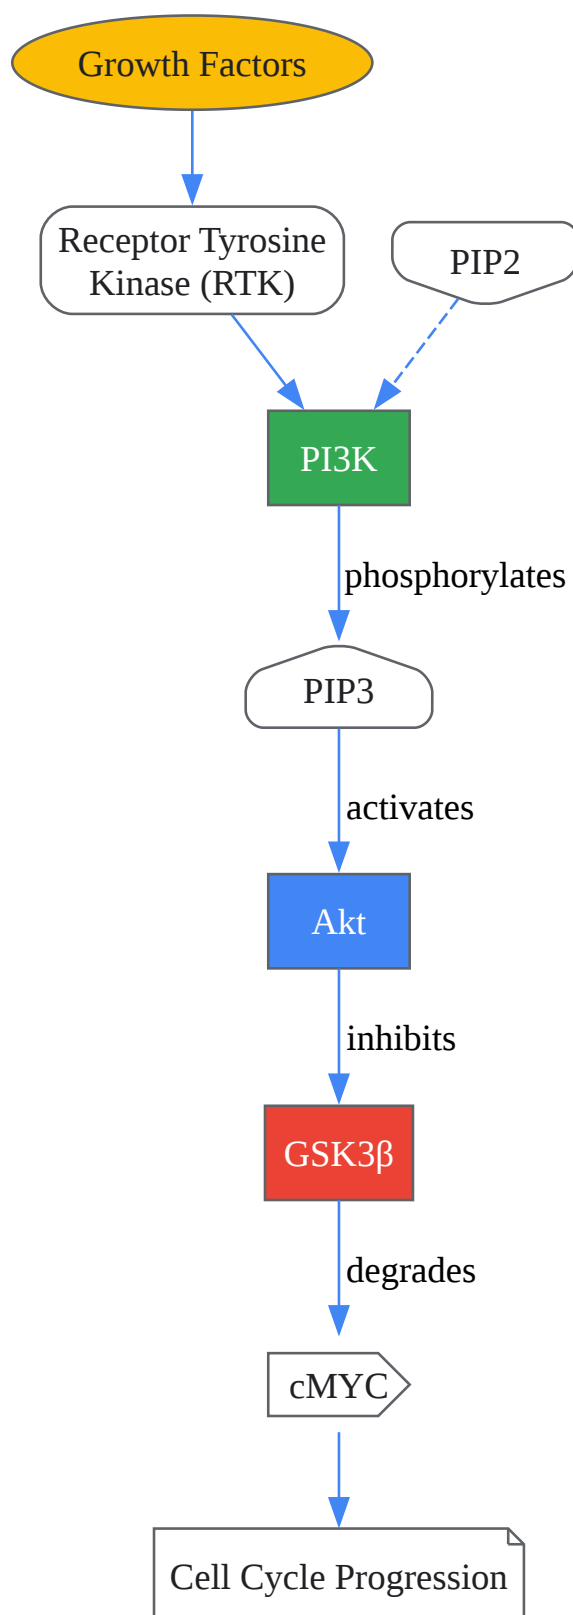 Growth Factors
Receptor Tyrosine
Kinase (RTK)
PIP2
PI3K
phosphorylates
PIP3
activates
Akt
inhibits
GSK3β
degrades
cMYC
Cell Cycle Progression